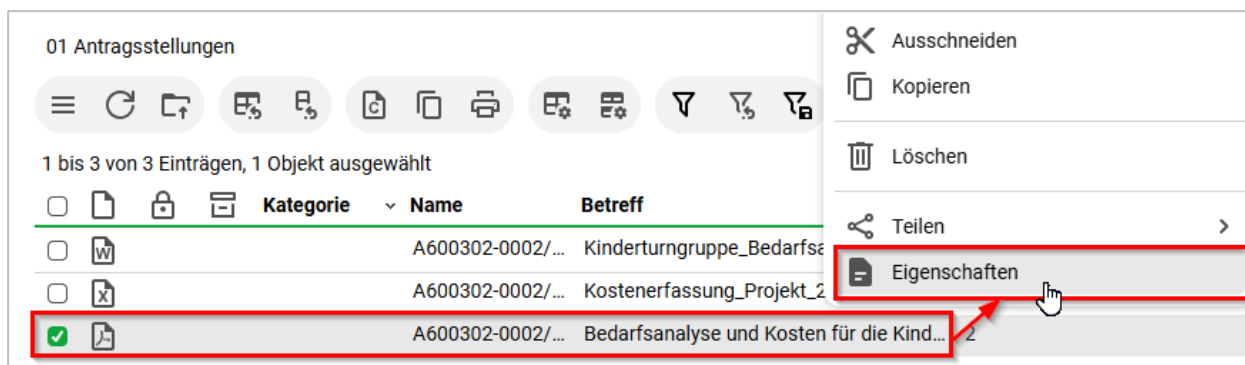 01 Antragsstellungen
1 bis 3 von 3 Einträgen, 1 Objekt ausgewählt
Kategorie Name Betreff
A600302-0002/... Kinderturngruppe_Bedarfsa
A600302-0002/... Kostenerfassung_Projekt_2
A600302-0002/... Bedarfsanalyse und Kosten für die Kind... 2
Ausschneiden
Kopieren
Löschen
Teilen
Eigenschaften